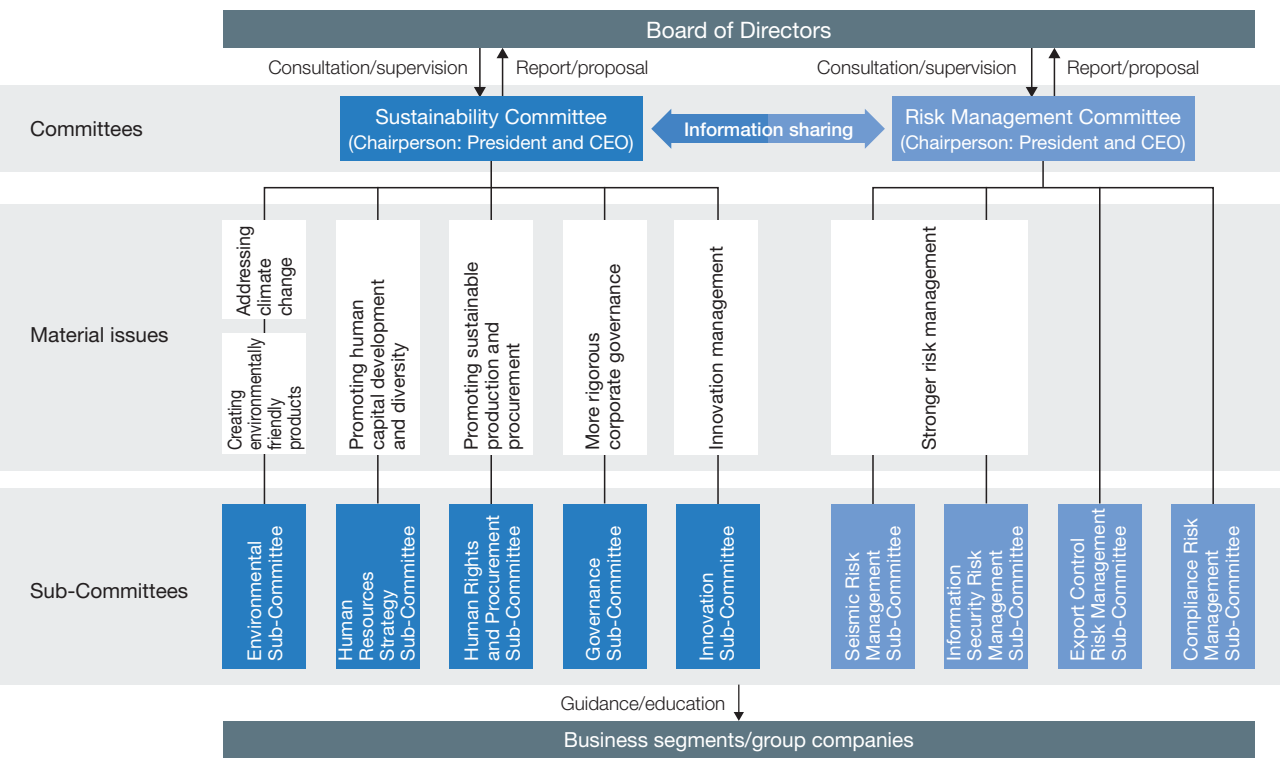 Board of Directors
Consultation/supervision
Report/proposal
Consultation/supervision
Report/proposal
Committees
Sustainability Committee
(Chairperson: President and CEO)
Information sharing
Risk Management Committee
(Chairperson: President and CEO)
Material issues
Addressing
climate
change
Creating
environmentally
friendly
products
Promoting human
capital development
and diversity
Promoting sustainable
production and
procurement
More rigorous
corporate governance
Innovation management
Stronger risk management
Sub-Committees
Environmental
Sub-Committee
Human
Resources
Strategy
Sub-Committee
Human Rights
and Procurement
Sub-Committee
Governance
Sub-Committee
Innovation
Sub-Committee
Seismic Risk
Management
Sub-Committee
Information
Security Risk
Management
Sub-Committee
Export Control
Risk Management
Sub-Committee
Compliance Risk
Management
Sub-Committee
Guidance/education
Business segments/group companies